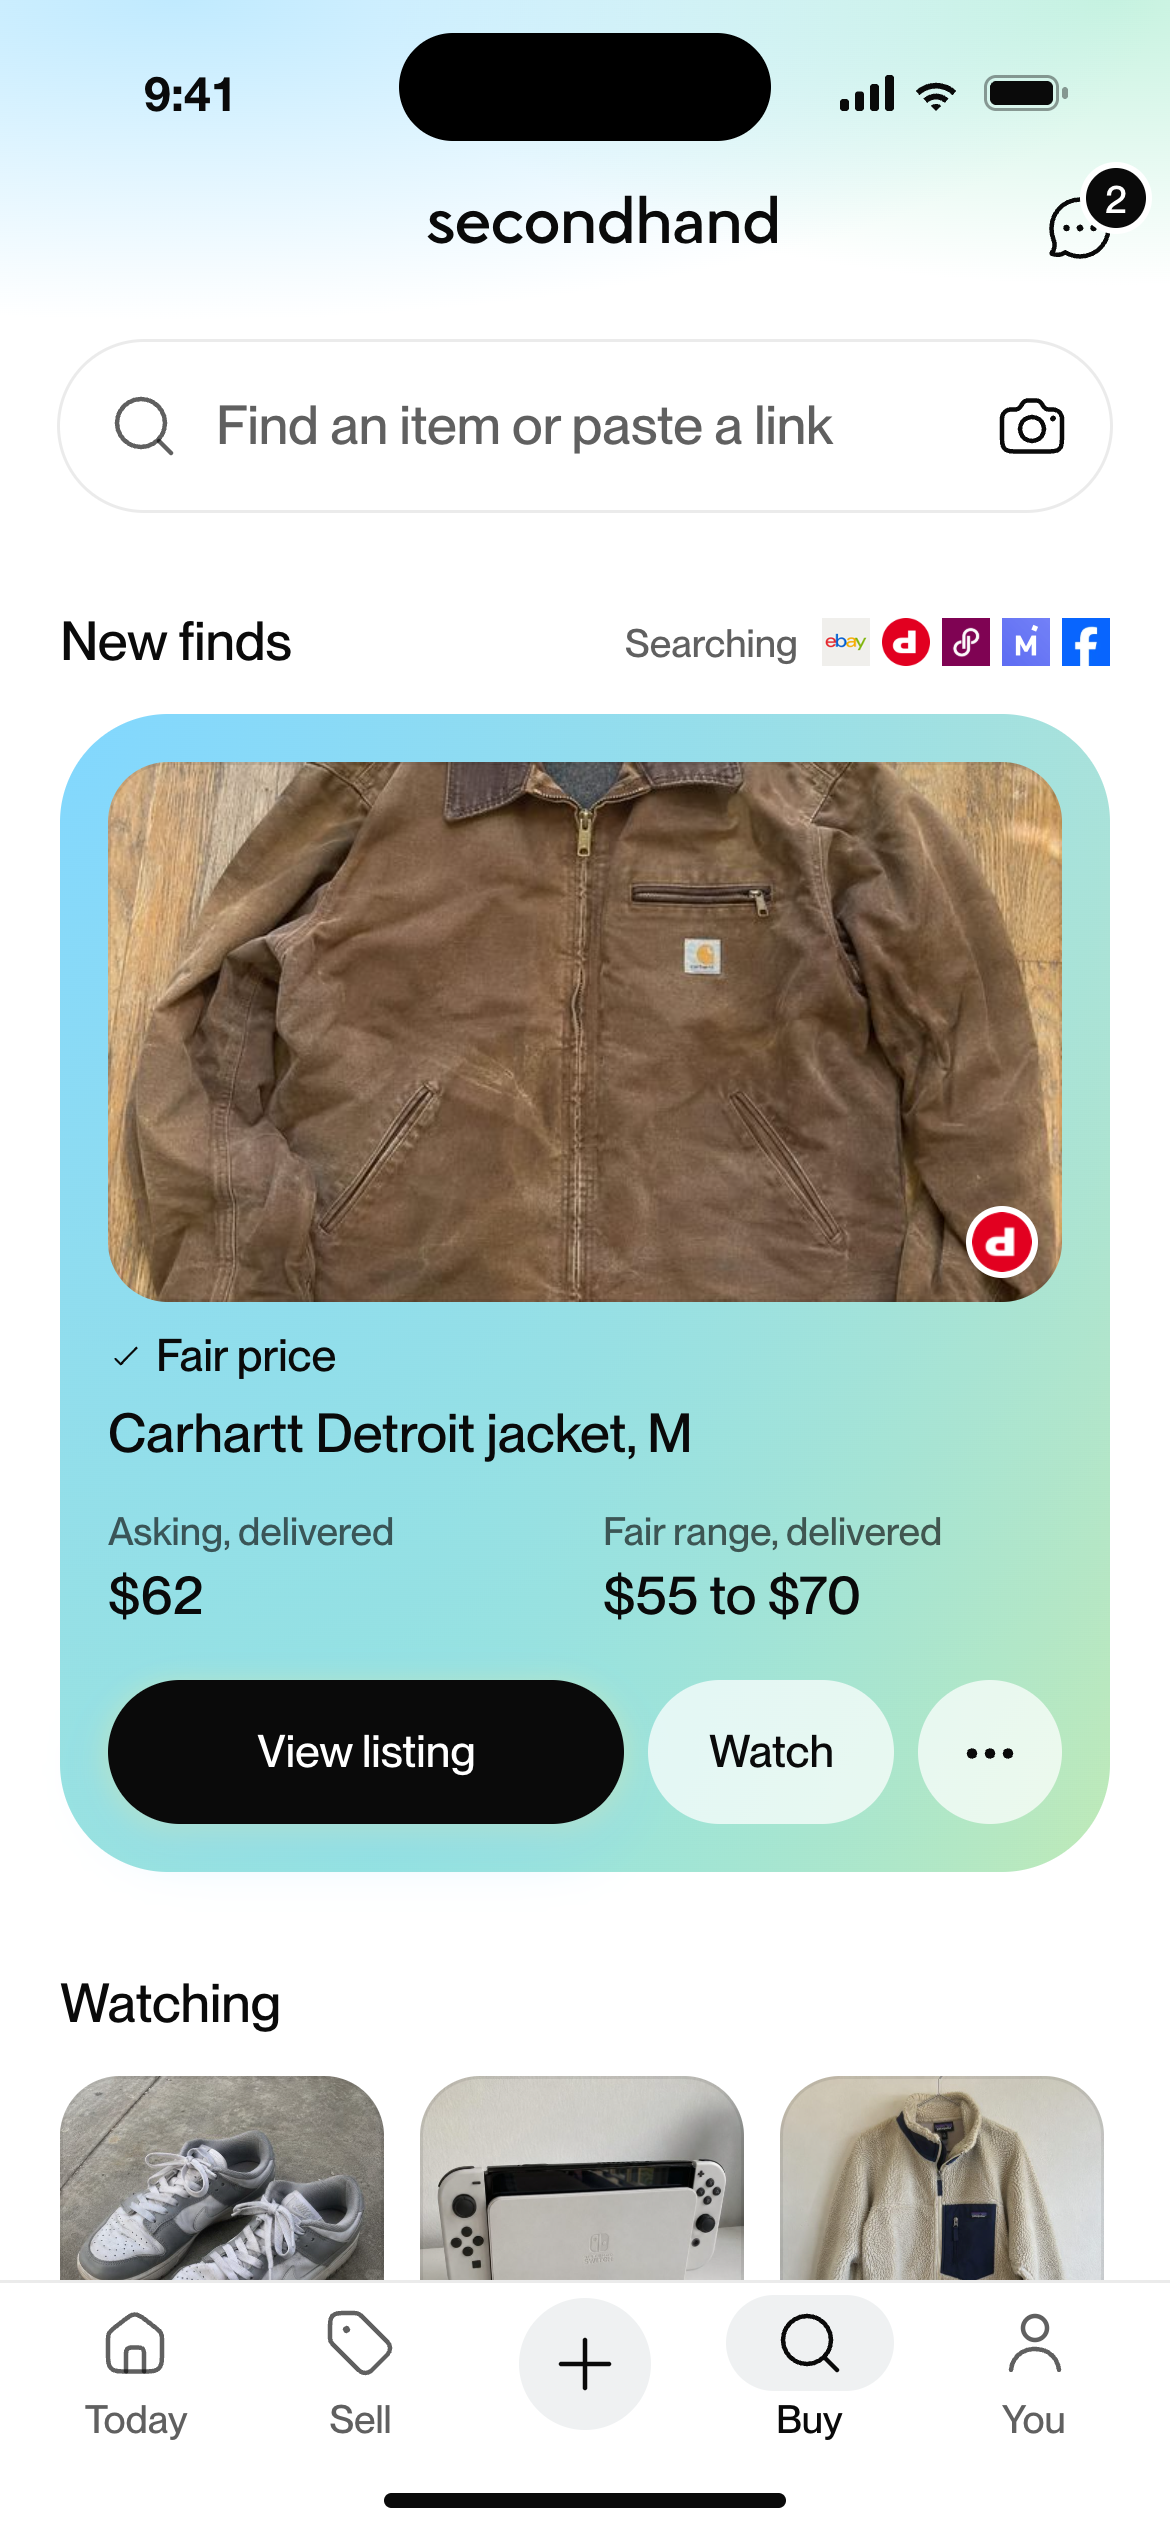 9:41
secondhand
2
Find an item or paste a link
New finds
Searching
ebay
Fair price
Carhartt Detroit jacket, M
Asking, delivered
Fair range, delivered
$62
$55 to $70
View listing
Watch
Watching
Today
Sell
Buy
You